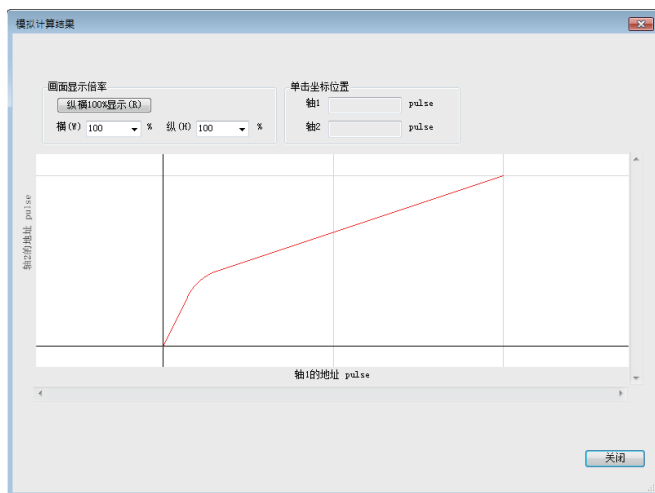 模拟计算结果
画面显示倍率
纵横100%显示(R)
横(W) 100 % 纵(H) 100 %
单击坐标位置
轴1 pulse
轴2 pulse
轴2的地址 pulse
轴1的地址 pulse
关闭